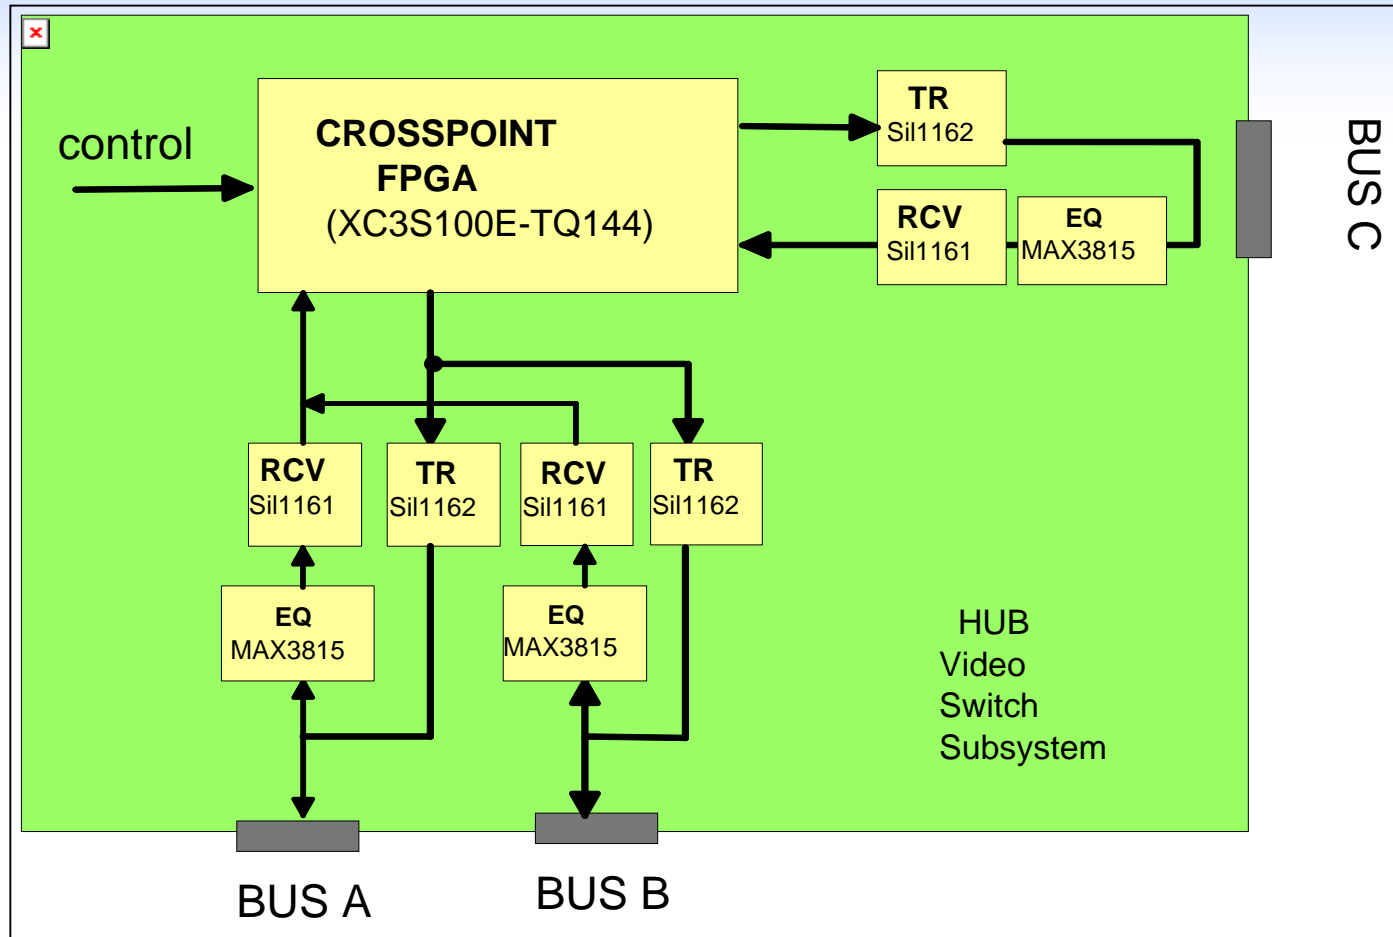 control
CROSSPOINT
FPGA
(XC3S100E-TQ144)
TR
Sil1162
RCV
Sil1161
EQ
MAX3815
BUS C
RCV
Sil1161
TR
Sil1162
RCV
Sil1161
TR
Sil1162
EQ
MAX3815
EQ
MAX3815
HUB
Video
Switch
Subsystem
BUS A
BUS B